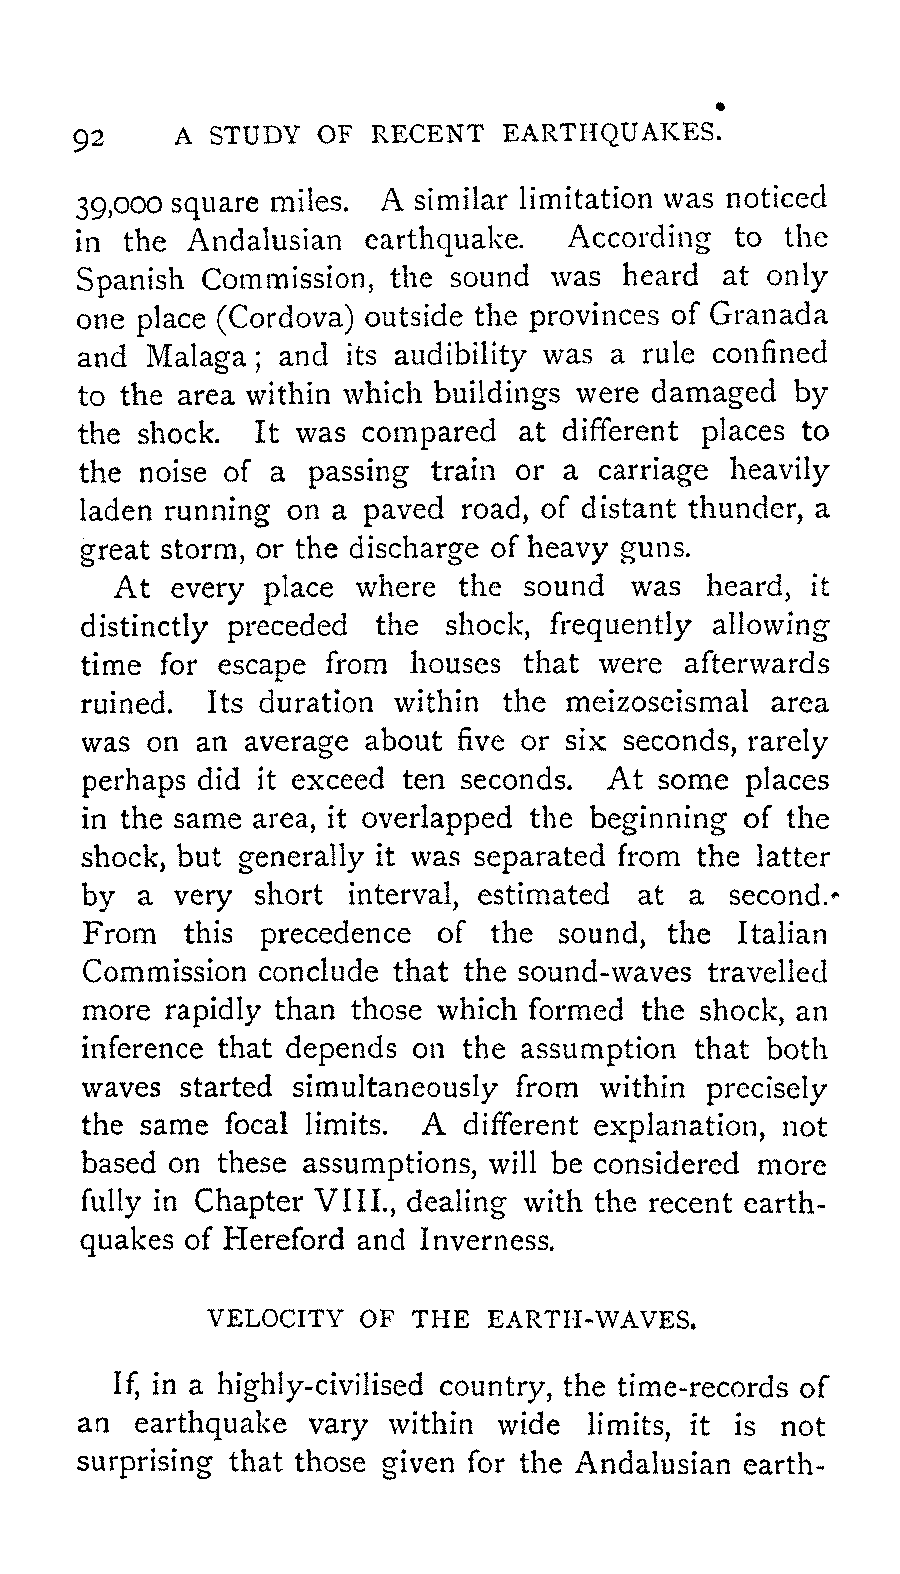 92 A STUDY OF RECENT EARTHQUAKES.
39,000 square miles. A similar limitation was noticed
in the Andalusian earthquake. According to the
Spanish Commission, the sound was heard at only
one place (Cordova) outside the provinces of Granada
and Malaga; and its audibility was a rule confined
to the area within which buildings were damaged by
the shock. It was compared at different places to
the noise of a passing train or a carriage heavily
laden running on a paved road, of distant thunder, a
great storm, or the discharge of heavy guns.
At every place where the sound was heard, it
distinctly preceded the shock, frequently allowing
time for escape from houses that were afterwards
ruined. Its duration within the meizoseismal area
was on an average about five or six seconds, rarely
perhaps did it exceed ten seconds. At some places
in the same area, it overlapped the beginning of the
shock, but generally it was separated from the latter
by a very short interval, estimated at a second.
From this precedence of the sound, the Italian
Commission conclude that the sound-waves travelled
more rapidly than those which formed the shock, an
inference that depends on the assumption that both
waves started simultaneously from within precisely
the same focal limits. A different explanation, not
based on these assumptions, will be considered more
fully in Chapter VIII., dealing with the recent earth-
quakes of Hereford and Inverness.
VELOCITY OF THE EARTH-WAVES.
If, in a highly-civilised country, the time-records of
an earthquake vary within wide limits, it is not
surprising that those given for the Andalusian earth-